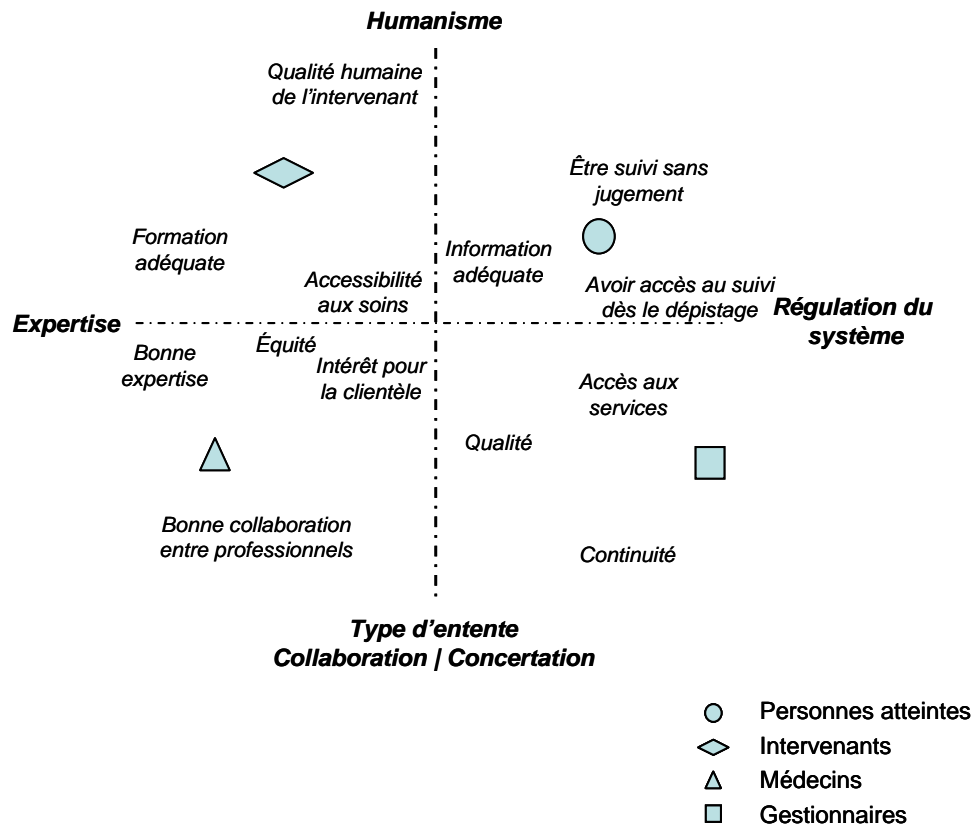 Humanisme
Qualité humaine
de l'intervenant
Être suivi sans
jugement
Formation
adéquate
Information
adéquate
Accessibilité
aux soins
Avoir accès au suivi
dès le dépistage
Expertise
Régulation du
système
Bonne
expertise
Équité
Intérêt pour
la clientèle
Accès aux
services
Qualité
Bonne collaboration
entre professionnels
Continuité
Type d'entente
Collaboration | Concertation
Personnes atteintes
Intervenants
Médecins
Gestionnaires